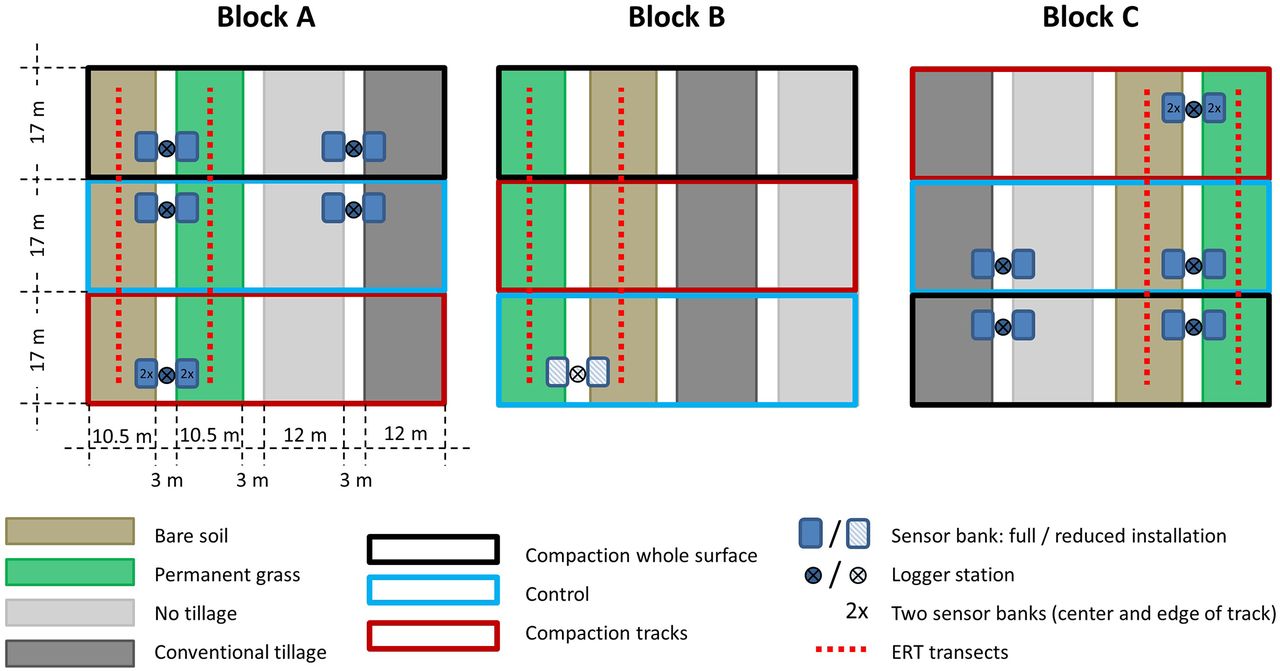 Block A
Block B
Block C
17 m
17 m
17 m
2x 2x
2x 2x
10.5 m 10.5 m 12 m 12 m
3 m 3 m 3 m
Bare soil
Permanent grass
No tillage
Conventional tillage
Compaction whole surface
Control
Compaction tracks
/ Sensor bank: full / reduced installation
/ Logger station
2x Two sensor banks (center and edge of track)
ERT transects